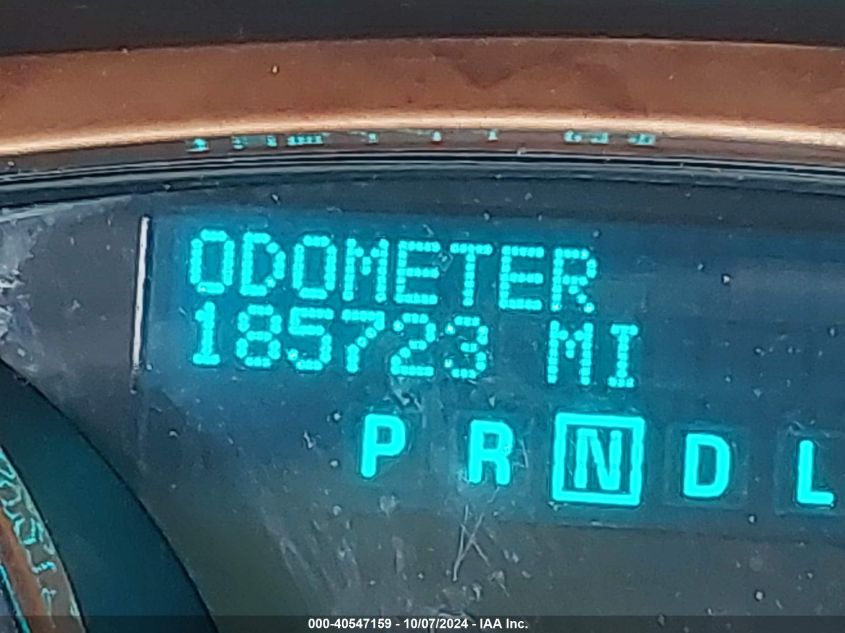 ODOMETER
185723 MI
P R N D L
000-40547159 - 10/07/2024 - IAA Inc.